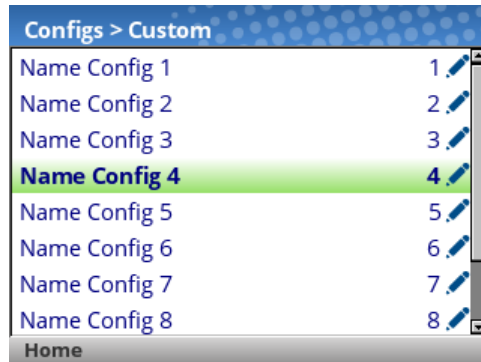 Configs > Custom
Name Config 1 1
Name Config 2 2
Name Config 3 3
Name Config 4 4
Name Config 5 5
Name Config 6 6
Name Config 7 7
Name Config 8 8
Home